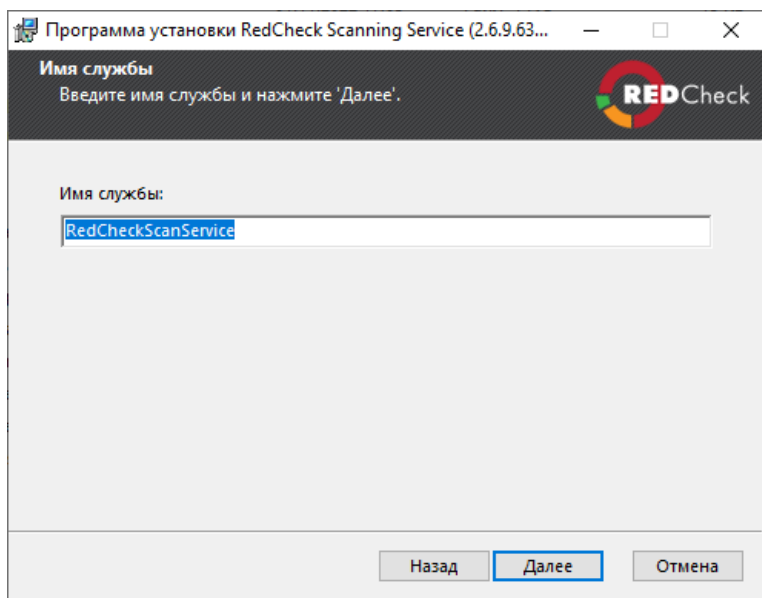 Программа установки RedCheck Scanning Service (2.6.9.63...
Имя службы
Введите имя службы и нажмите 'Далее'.
REDCheck
Имя службы:
RedCheckScanService
Назад
Далее
Отмена